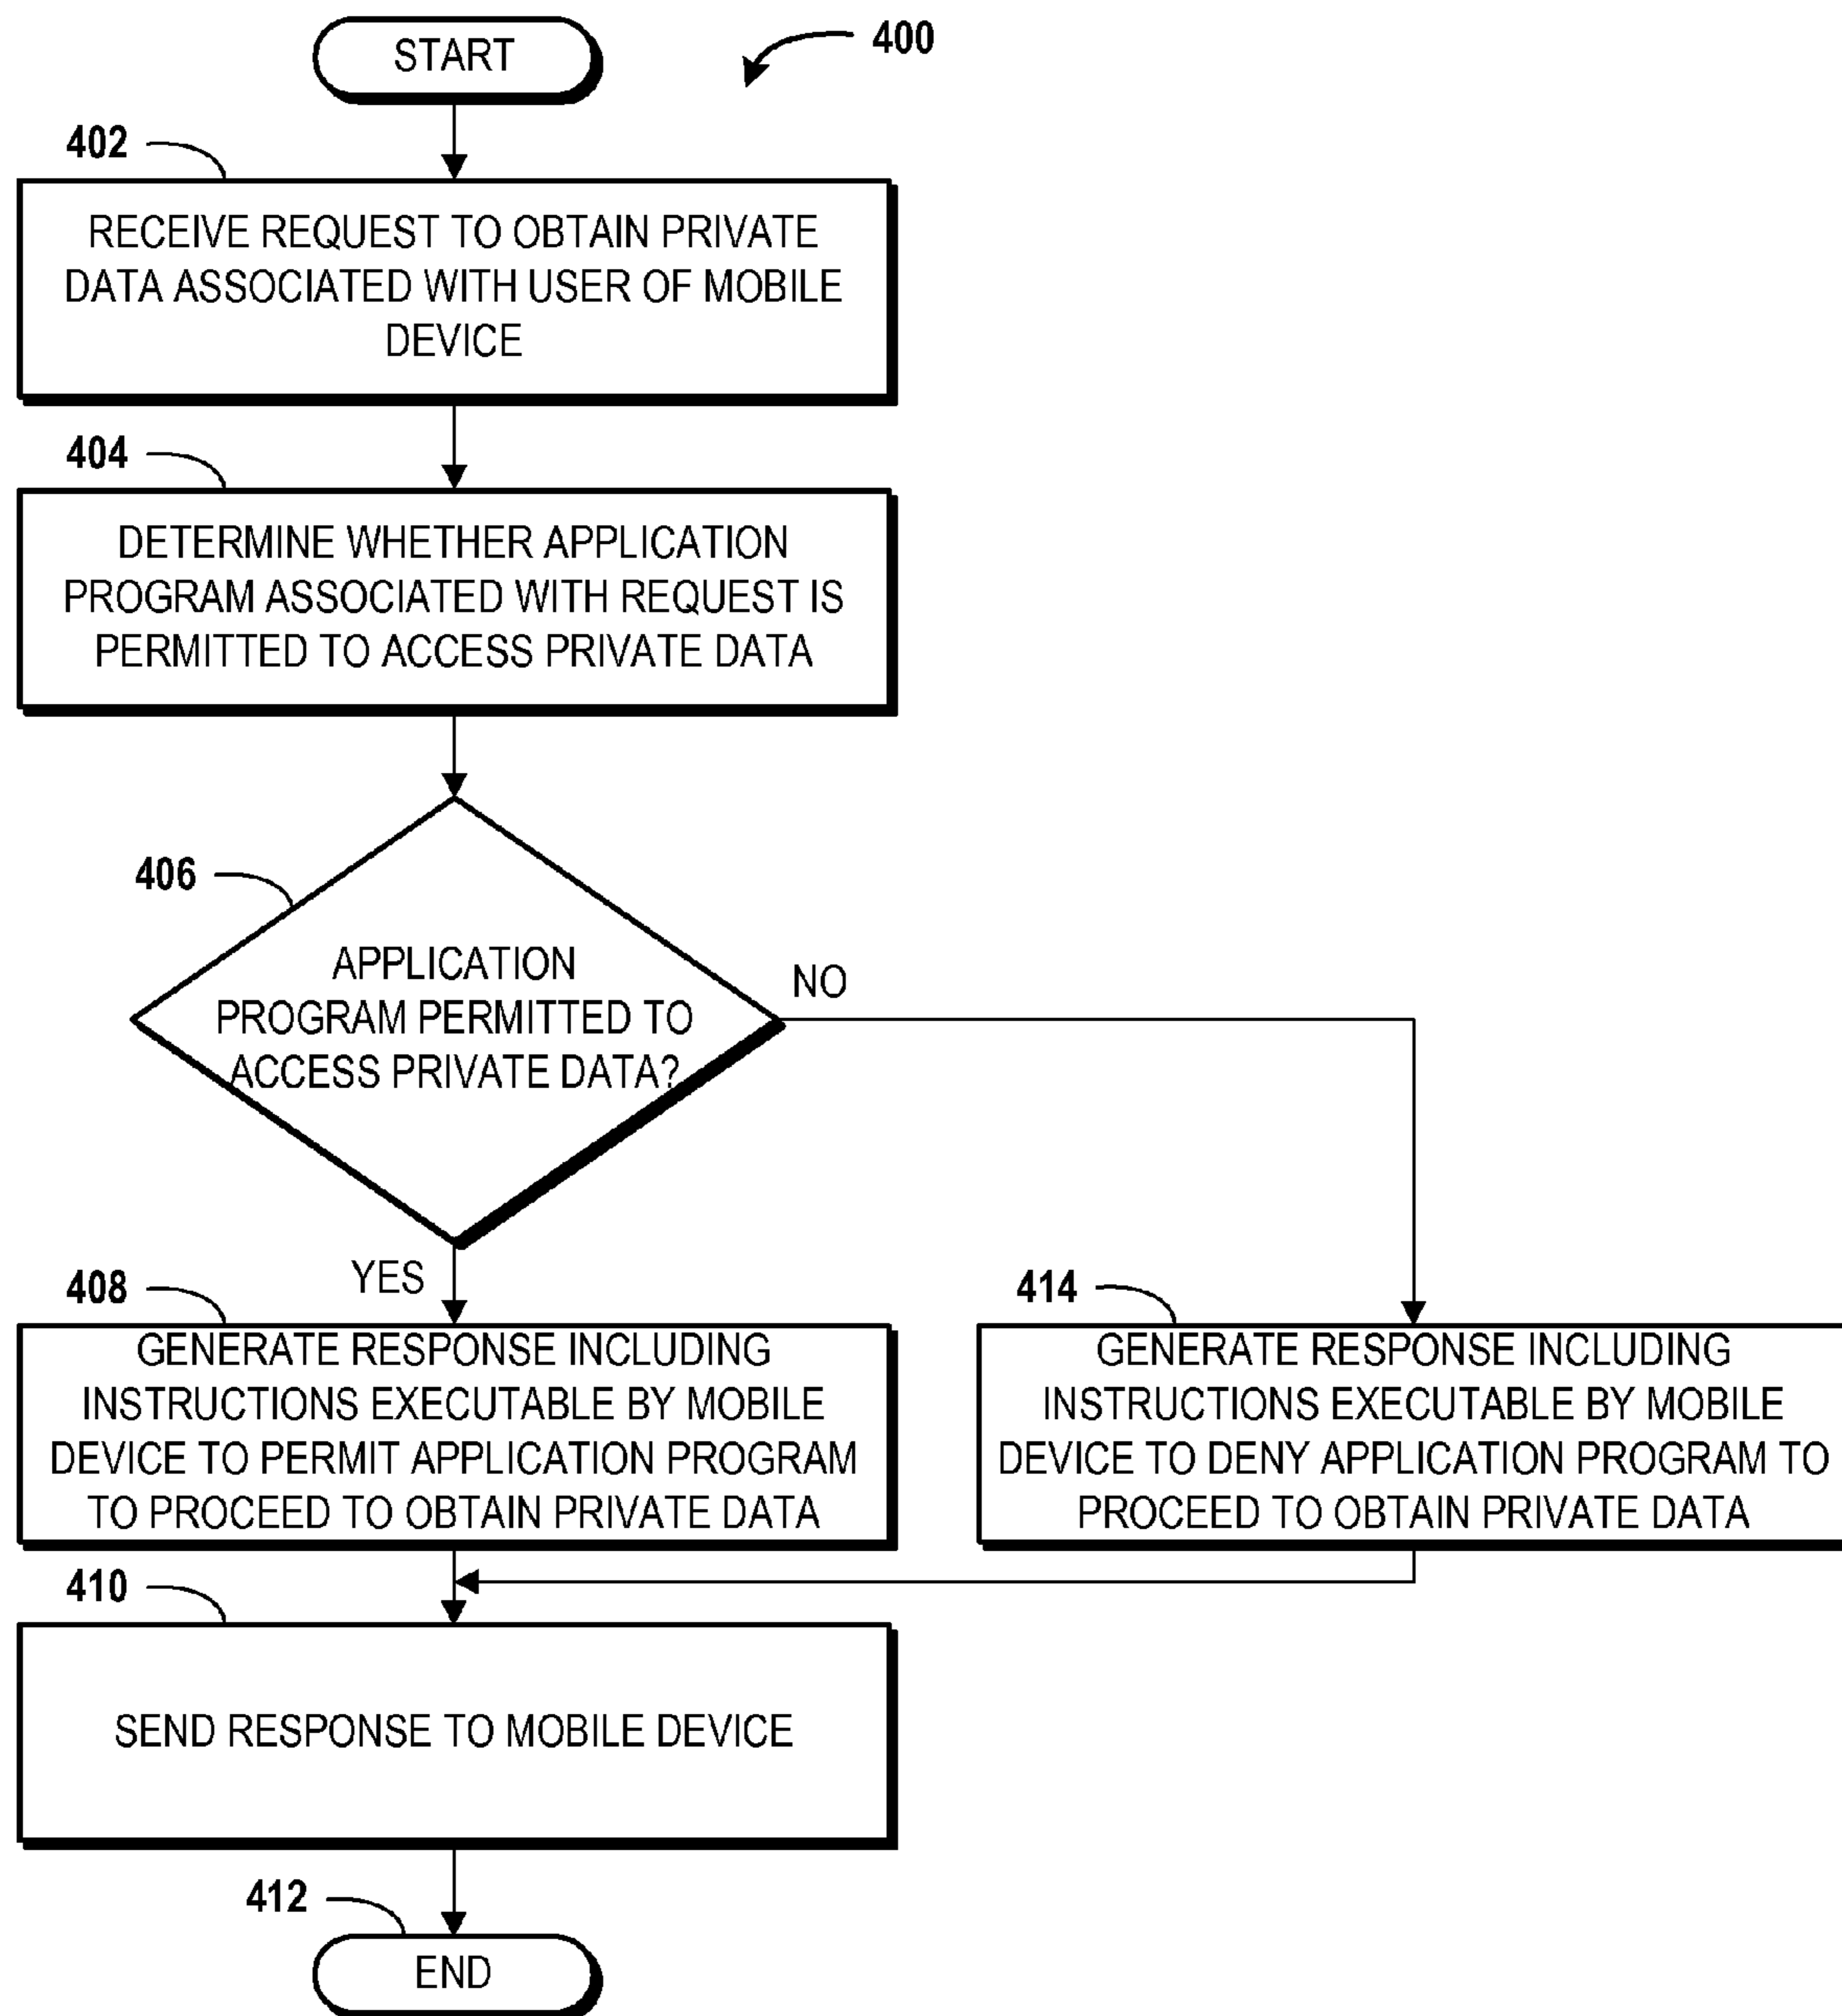 START
400
402
RECEIVE REQUEST TO OBTAIN PRIVATE
DATA ASSOCIATED WITH USER OF MOBILE
DEVICE
404
DETERMINE WHETHER APPLICATION
PROGRAM ASSOCIATED WITH REQUEST IS
PERMITTED TO ACCESS PRIVATE DATA
406
APPLICATION
PROGRAM PERMITTED TO
ACCESS PRIVATE DATA?
NO
YES
408
GENERATE RESPONSE INCLUDING
INSTRUCTIONS EXECUTABLE BY MOBILE
DEVICE TO PERMIT APPLICATION PROGRAM
TO PROCEED TO OBTAIN PRIVATE DATA
414
GENERATE RESPONSE INCLUDING
INSTRUCTIONS EXECUTABLE BY MOBILE
DEVICE TO DENY APPLICATION PROGRAM TO
PROCEED TO OBTAIN PRIVATE DATA
410
SEND RESPONSE TO MOBILE DEVICE
412
END